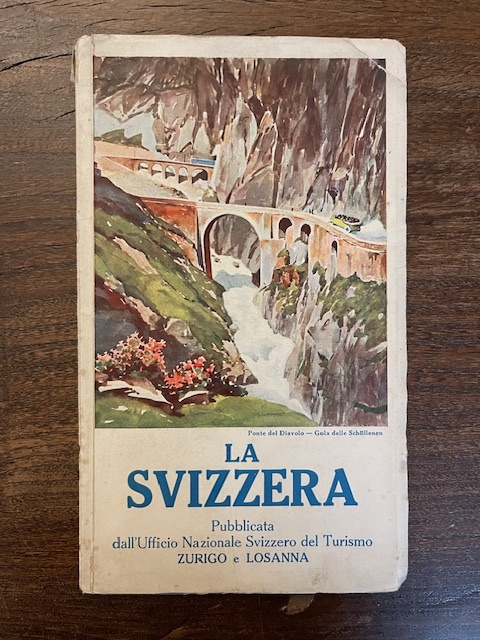 Ponte del Diavolo — Gola delle Schöllenen
LA
SVIZZERA
Pubblicata
dall'Ufficio Nazionale Svizzero del Turismo
ZURIGO e LOSANNA